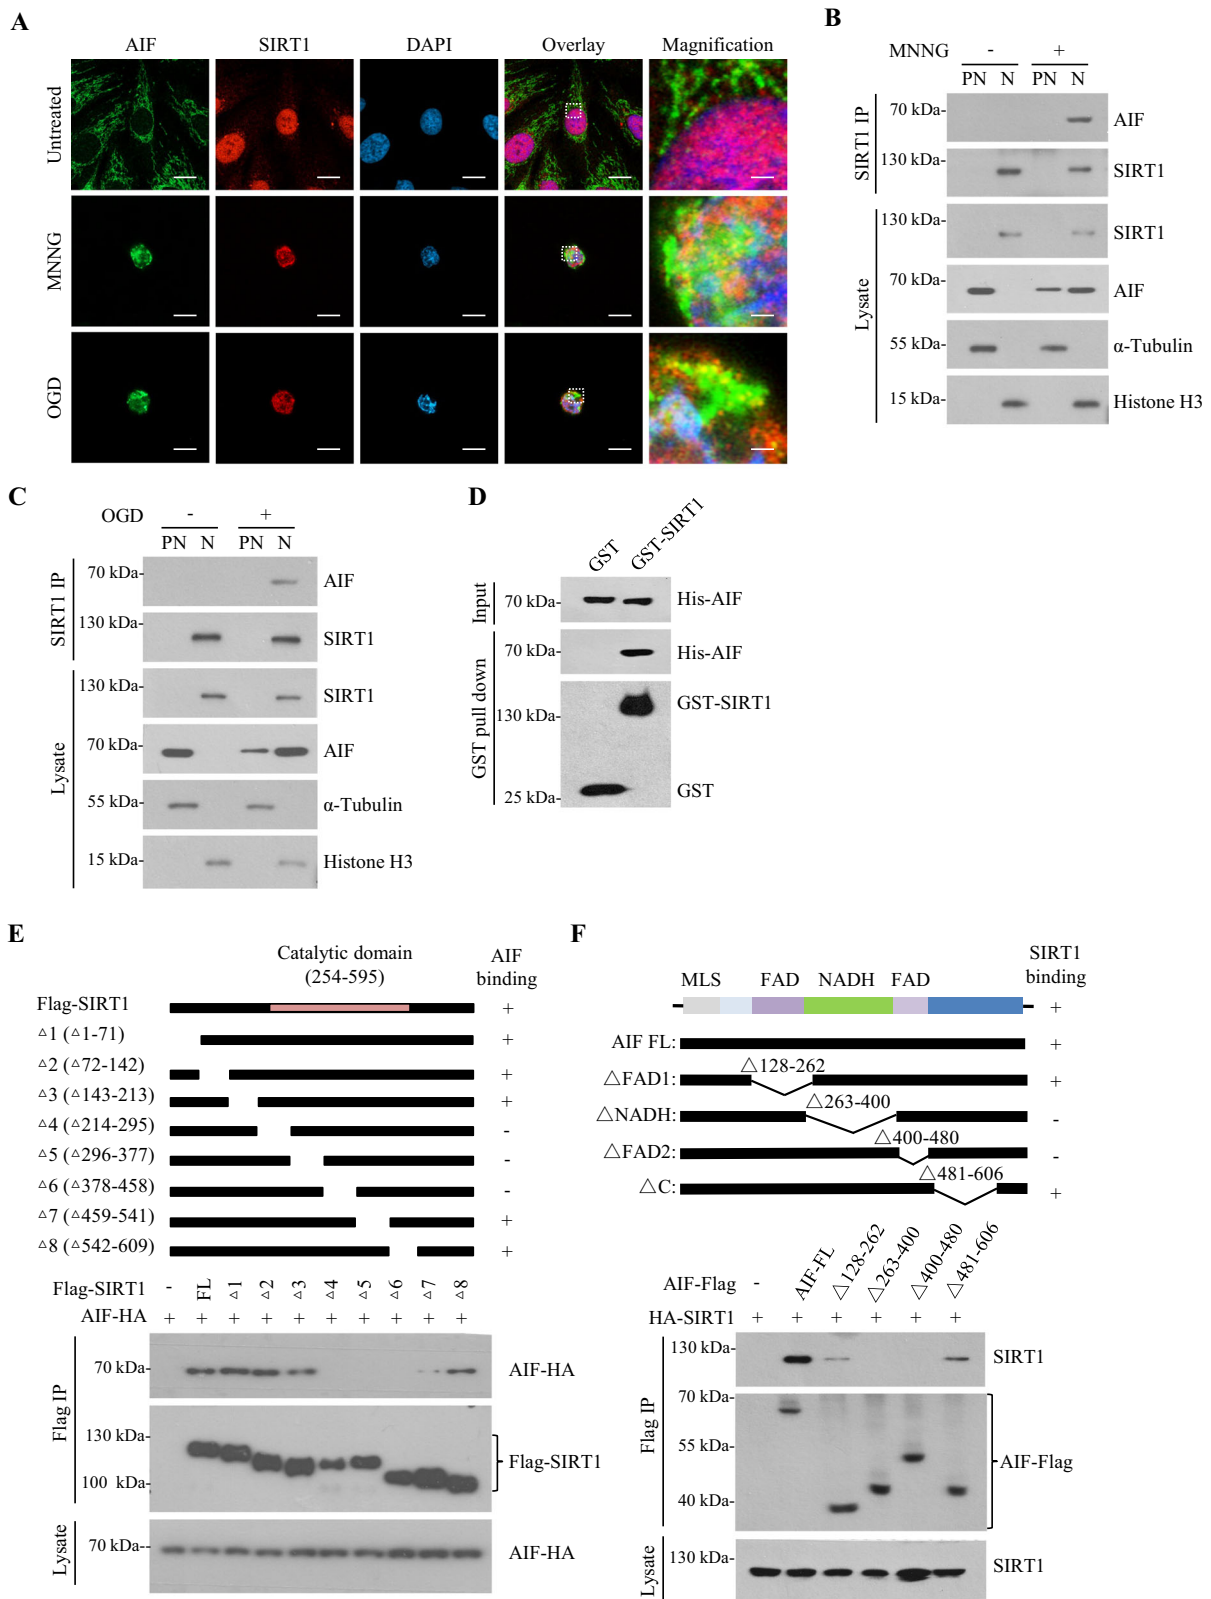 A
AIF SIRT1 DAPI Overlay Magnification
Untreated
MNNG
OGD
B
MNNG - +
PN N PN N
SIRT1 IP
70 kDa- AIF
130 kDa- SIRT1
Lysate
130 kDa- SIRT1
70 kDa- AIF
55 kDa- α-Tubulin
15 kDa- Histone H3
C
OGD - +
PN N PN N
SIRT1 IP
70 kDa- AIF
130 kDa- SIRT1
Lysate
130 kDa- SIRT1
70 kDa- AIF
55 kDa- α-Tubulin
15 kDa- Histone H3
D
GST GST-SIRT1
Input
70 kDa- His-AIF
GST pull down
70 kDa- His-AIF
GST-SIRT1
130 kDa-
25 kDa- GST
E
Catalytic domain
(254-595)
AIF
binding
Flag-SIRT1 +
△1 (△1-71) +
△2 (△72-142) +
△3 (△143-213) +
△4 (△214-295) -
△5 (△296-377) -
△6 (△378-458) -
△7 (△459-541) +
△8 (△542-609) +
Flag-SIRT1 - FL △1 △2 △3 △4 △5 △6 △7 △8
AIF-HA + + + + + + + + + +
Flag IP
70 kDa- AIF-HA
130 kDa-
Flag-SIRT1
100 kDa-
Lysate
70 kDa-- AIF-HA
F
SIRT1
binding
MLS FAD NADH FAD
+
AIF FL: +
△128-262
△FAD1: +
△263-400
△NADH: -
△400-480
△FAD2: -
△481-606
△C: +
AIF-Flag - AIF-FL △128-262 △263-400 △400-480 △481-606
HA-SIRT1 + + + + + +
Flag IP
130 kDa- SIRT1
70 kDa-
55 kDa-
AIF-Flag
40 kDa-
Lysate
130 kDa- SIRT1